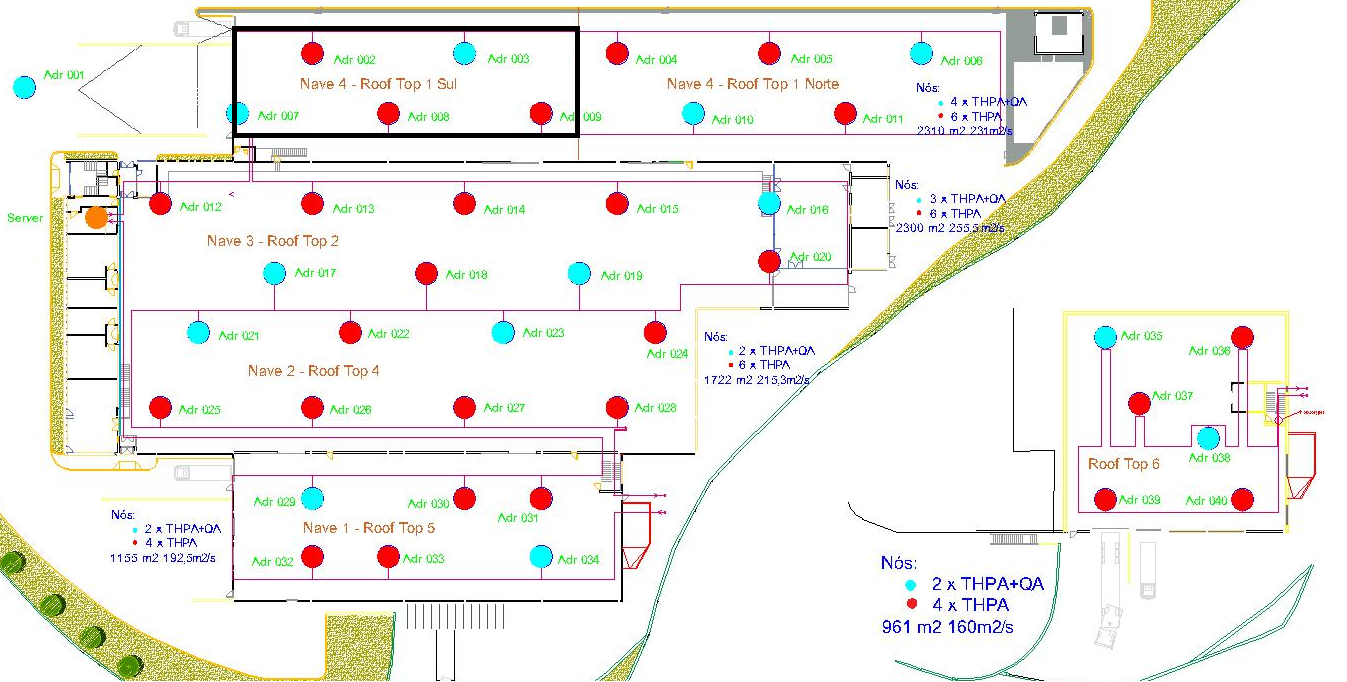 Adr 001
Adr 002
Adr 003
Adr 004
Adr 005
Adr 006
Nave 4 - Roof Top 1 Sul
Nave 4 - Roof Top 1 Norte
Nós:
4 x THPA+QA
6 x THPA
2310 m2 231m2/s
Adr 007
Adr 008
Adr 009
Adr 010
Adr 011
Nós:
3 x THPA+QA
6 x THPA
2300 m2 255,5m2/s
Server
Adr 012
Adr 013
Adr 014
Adr 015
Adr 016
Nave 3 - Roof Top 2
Adr 017
Adr 018
Adr 019
Adr 020
Adr 021
Adr 022
Adr 023
Adr 024
Nós:
2 x THPA+QA
6 x THPA
1722 m2 215,3m2/s
Nave 2 - Roof Top 4
Adr 025
Adr 026
Adr 027
Adr 028
Adr 029
Adr 030
Adr 031
Nave 1 - Roof Top 5
Nós:
2 x THPA+QA
4 x THPA
1155 m2 192,5m2/s
Adr 032
Adr 033
Adr 034
Adr 035
Adr 036
Adr 037
Adr 038
Roof Top 6
Adr 039
Adr 040
Nós:
2 x THPA+QA
4 x THPA
961 m2 160m2/s